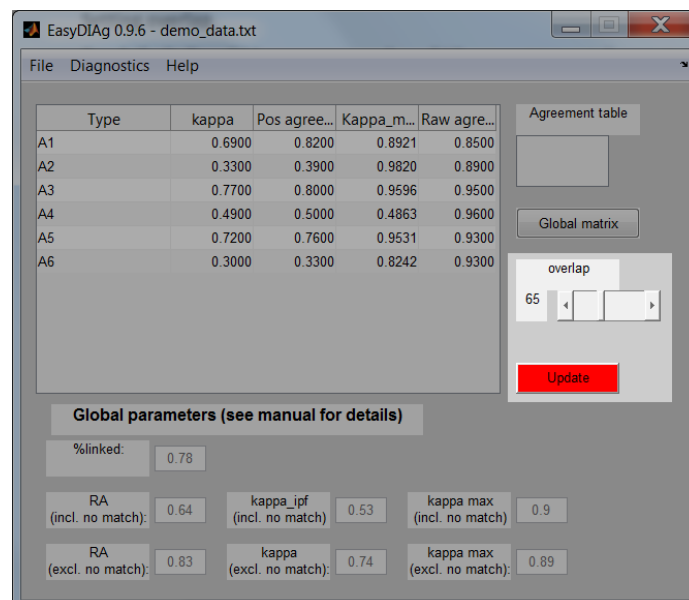 EasyDIAg 0.9.6 - demo_data.txt
File Diagnostics Help
Type kappa Pos agree... Kappa_m... Raw agre...
A1 0.6900 0.8200 0.8921 0.8500
A2 0.3300 0.3900 0.9820 0.8900
A3 0.7700 0.8000 0.9596 0.9500
A4 0.4900 0.5000 0.4863 0.9600
A5 0.7200 0.7600 0.9531 0.9300
A6 0.3000 0.3300 0.8242 0.9300
Agreement table
Global matrix
overlap
65
Update
Global parameters (see manual for details)
%linked: 0.78
RA
(incl. no match): 0.64
kappa_ipf
(incl. no match) 0.53
kappa max
(incl. no match) 0.9
RA
(excl. no match): 0.83
kappa
(excl. no match): 0.74
kappa max
(excl. no match): 0.89